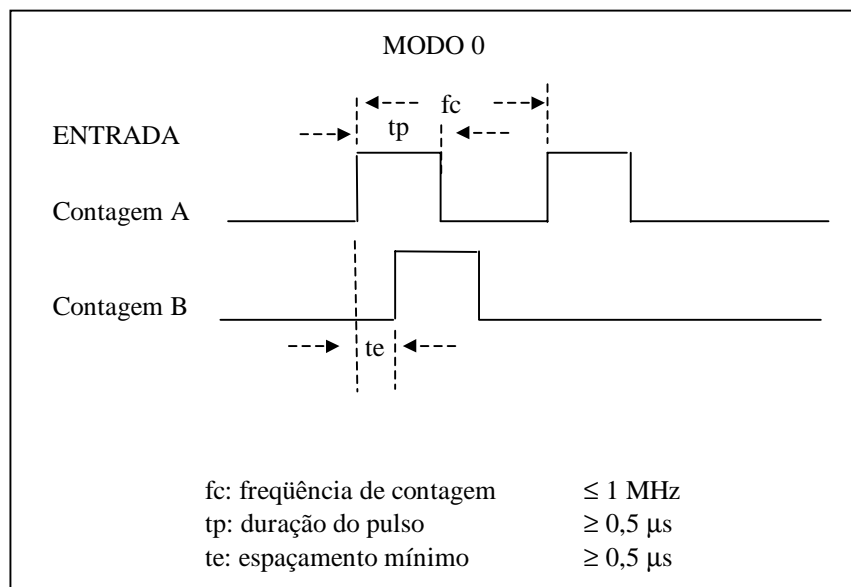 MODO 0
fc
tp
ENTRADA
Contagem A
Contagem B
te
fc: freqüência de contagem ≤ 1 MHz
tp: duração do pulso ≥ 0,5 μs
te: espaçamento mínimo ≥ 0,5 μs